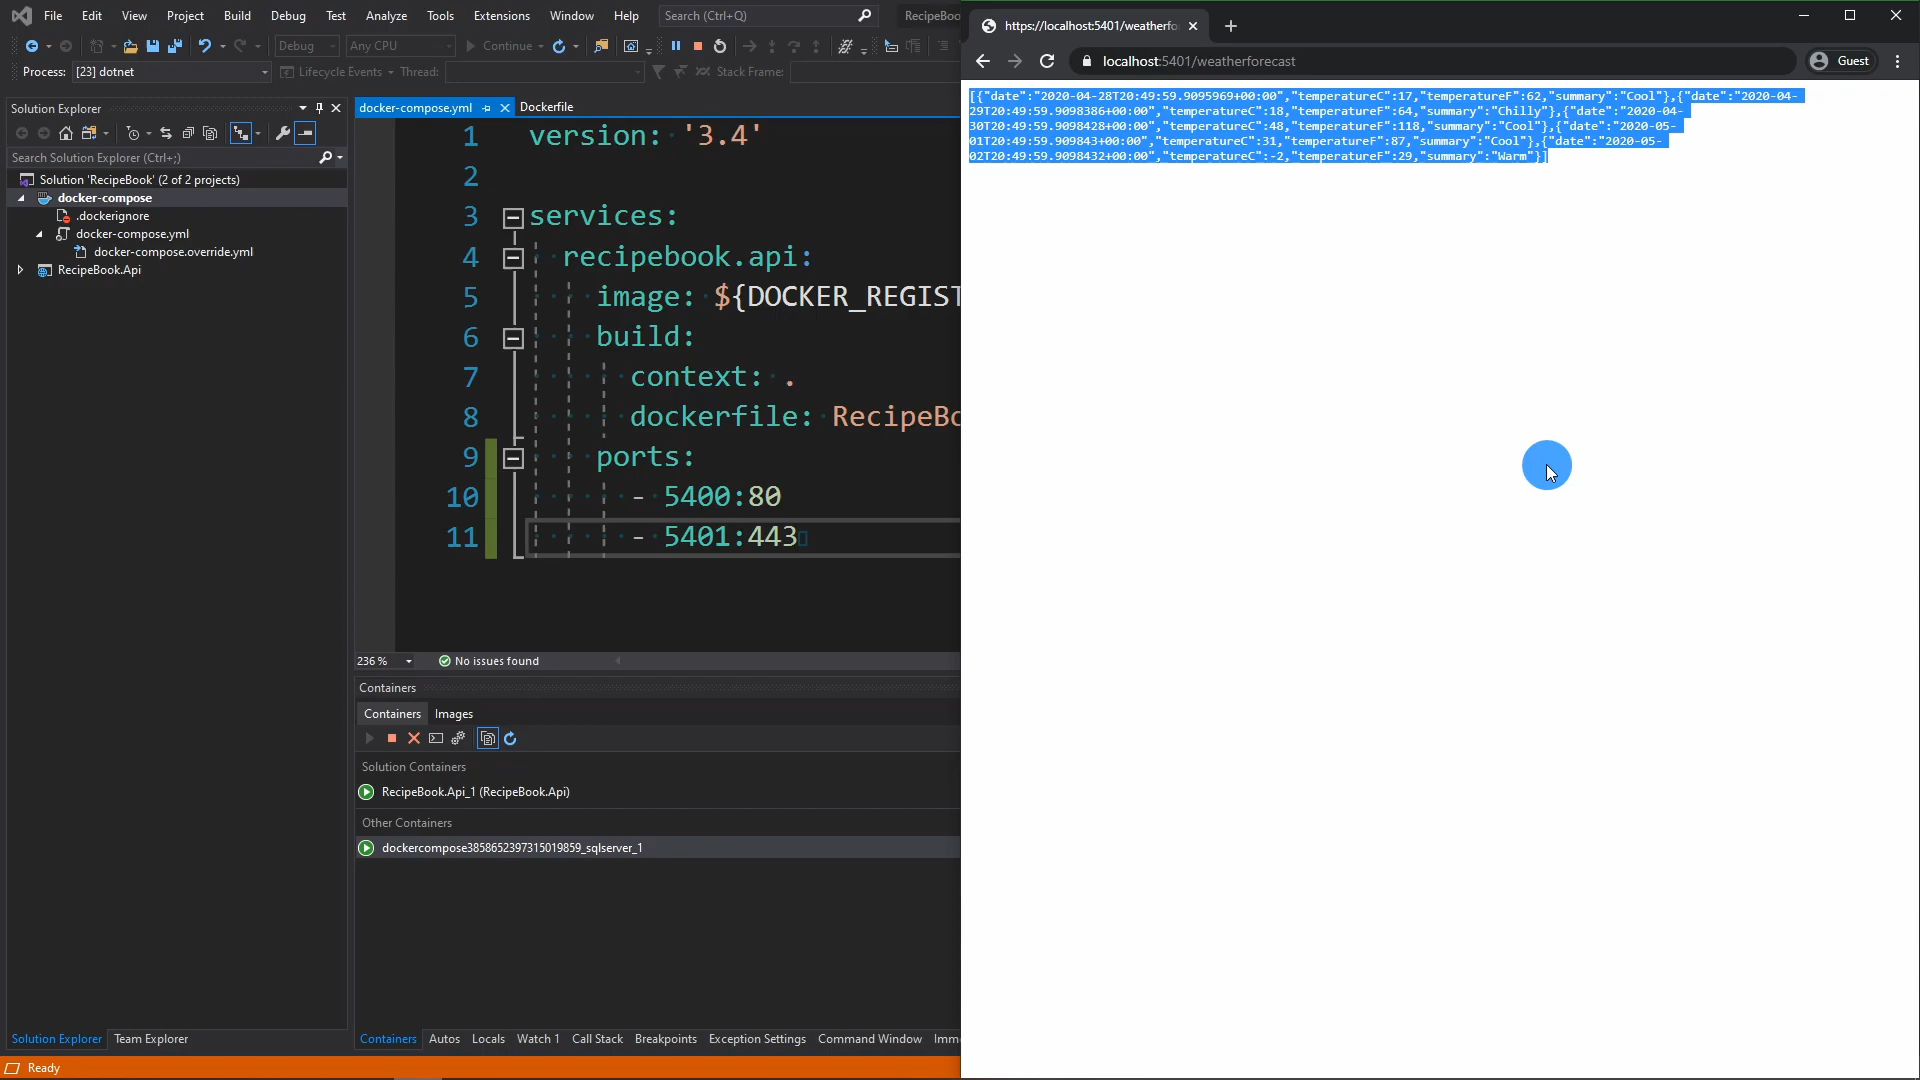 File Edit View Project Build Debug Test Analyze Tools Extensions Window Help Search (Ctrl+Q) RecipeBoo
Debug Any CPU Continue
Process: [23] dotnet Lifecycle Events Thread: Stack Frame:
Solution Explorer
Search Solution Explorer (Ctrl+;)
Solution 'RecipeBook' (2 of 2 projects)
docker-compose
.dockerignore
docker-compose.yml
docker-compose.override.yml
RecipeBook.Api
Solution Explorer Team Explorer
docker-compose.yml Dockerfile
1 version: '3.4'
2
3 services:
4 recipebook.api:
5 image: ${DOCKER_REGIST
6 build:
7 context: .
8 dockerfile: RecipeBo
9 ports:
10 - 5400:80
11 - 5401:443
236 % No issues found
Containers
Containers Images
Solution Containers
RecipeBook.Api_1 (RecipeBook.Api)
Other Containers
dockercompose3858652397315019859_sqlserver_1
Containers Autos Locals Watch 1 Call Stack Breakpoints Exception Settings Command Window Imm
Ready
https://localhost:5401/weatherfo
localhost:5401/weatherforecast Guest
[{"date":"2020-04-28T20:49:59.9095969+00:00","temperatureC":17,"temperatureF":62,"summary":"Cool"},{"date":"2020-04-
29T20:49:59.9098386+00:00","temperatureC":18,"temperatureF":64,"summary":"Chilly"},{"date":"2020-04-
30T20:49:59.9098428+00:00","temperatureC":48,"temperatureF":118,"summary":"Cool"},{"date":"2020-05-
01T20:49:59.909843+00:00","temperatureC":31,"temperatureF":87,"summary":"Cool"},{"date":"2020-05-
02T20:49:59.9098432+00:00","temperatureC":-2,"temperatureF":29,"summary":"Warm"}]